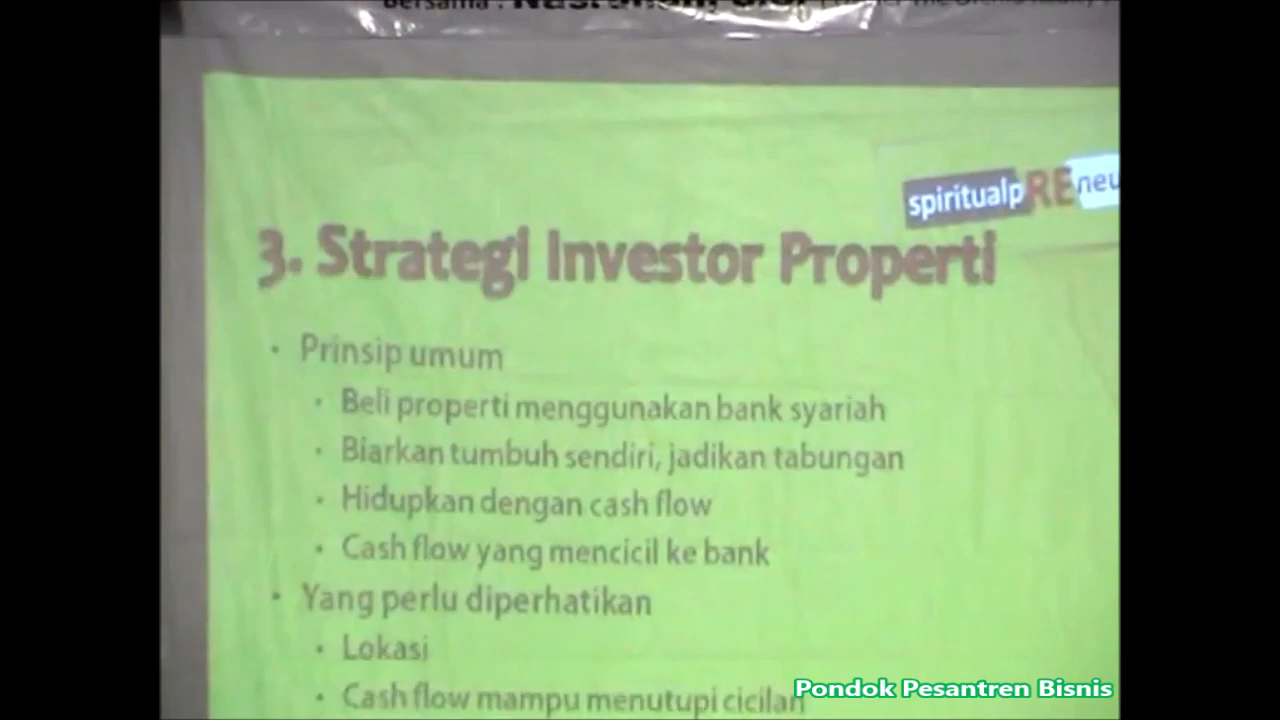 Bersama :
spiritualpREneu
3. Strategi Investor Properti
• Prinsip umum
• Beli properti menggunakan bank syariah
• Biarkan tumbuh sendiri, jadikan tabungan
• Hidupkan dengan cash flow
• Cash flow yang mencicil ke bank
• Yang perlu diperhatikan
• Lokasi
• Cash flow mampu menutupi cicilan
Pondok Pesantren Bisnis